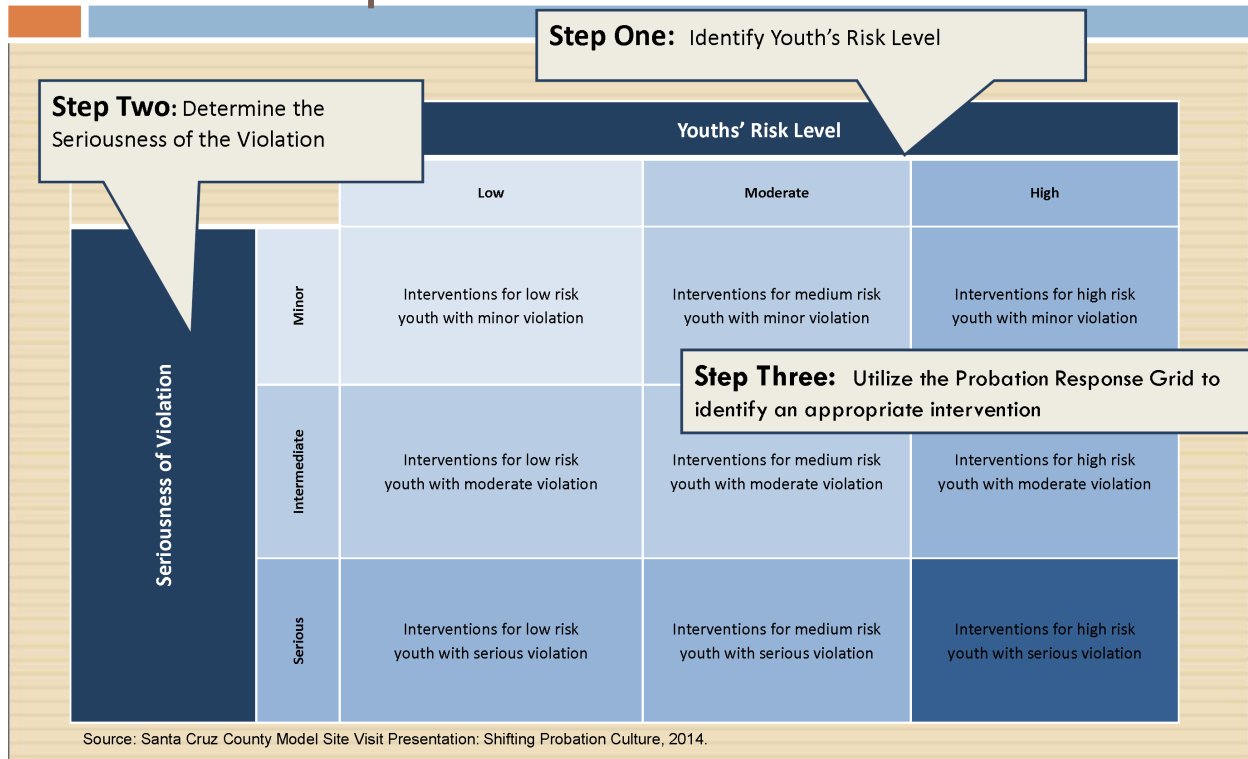 Step One: Identify Youth's Risk Level
Step Two: Determine the
Seriousness of the Violation
Youths' Risk Level
Low
Moderate
High
Seriousness of Violation
Minor
Interventions for low risk
youth with minor violation
Interventions for medium risk
youth with minor violation
Interventions for high risk
youth with minor violation
Step Three: Utilize the Probation Response Grid to
identify an appropriate intervention
Intermediate
Interventions for low risk
youth with moderate violation
Interventions for medium risk
youth with moderate violation
Interventions for high risk
youth with moderate violation
Serious
Interventions for low risk
youth with serious violation
Interventions for medium risk
youth with serious violation
Interventions for high risk
youth with serious violation
Source: Santa Cruz County Model Site Visit Presentation: Shifting Probation Culture, 2014.